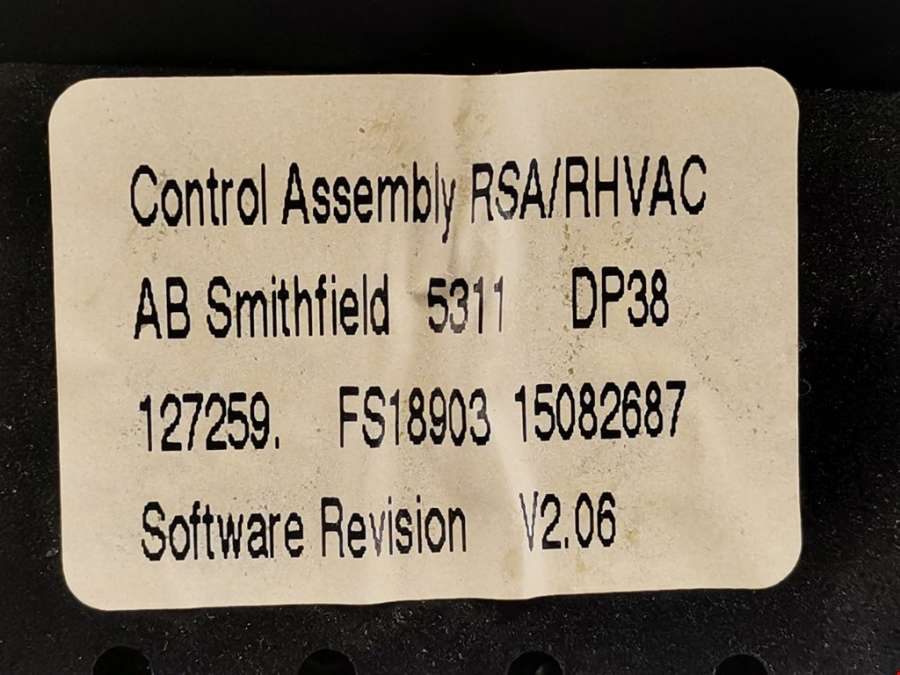 Control Assembly RSA/RHVAC
AB Smithfield 5311 DP38
127259. FS18903 15082687
Software Revision V2.06